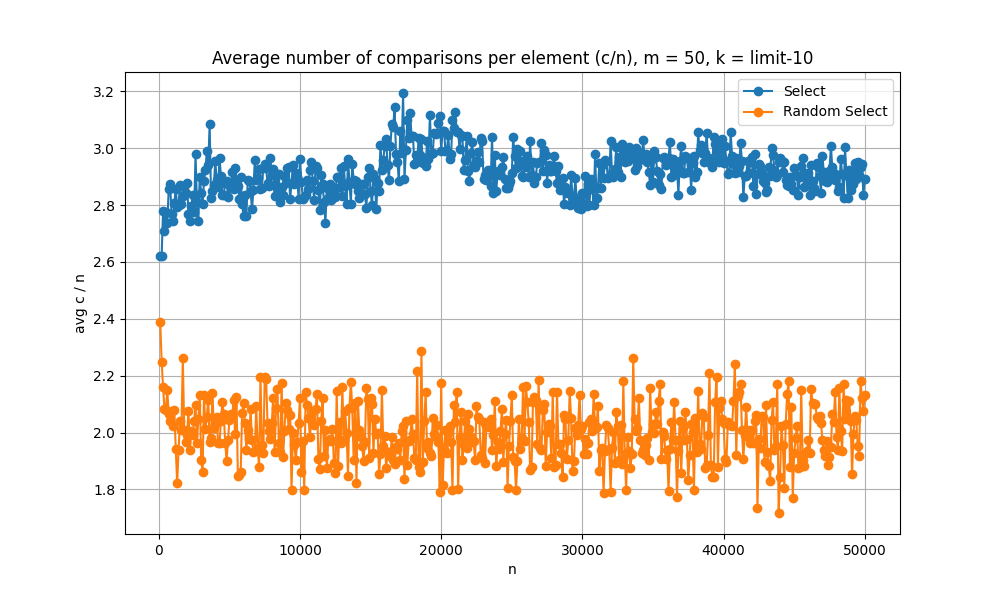 Average number of comparisons per element (c/n), m = 50, k = limit-10
Select
Random Select
3.2
3.0
2.8
2.6
2.4
2.2
2.0
1.8
avg c / n
0
10000
20000
30000
40000
50000
n